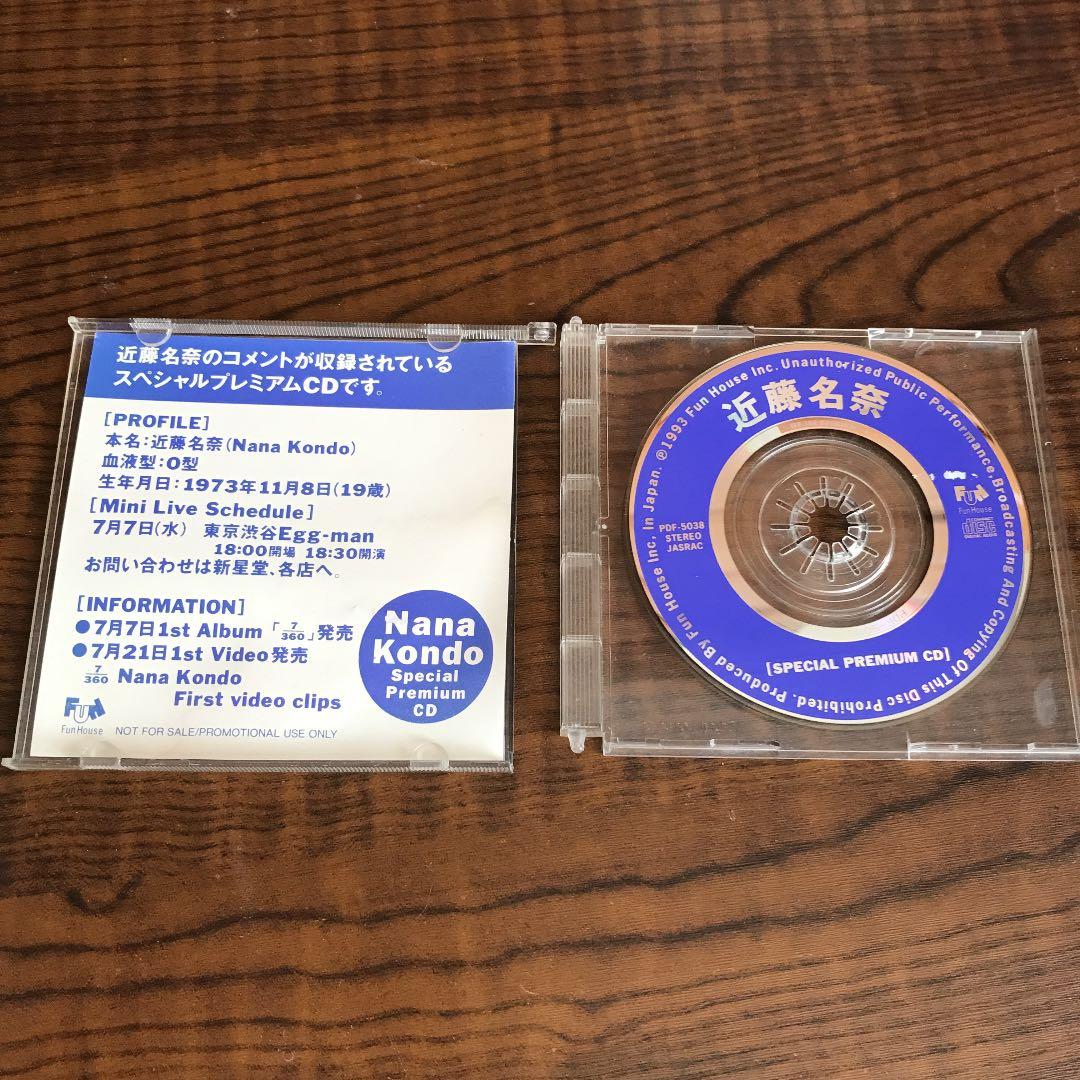 近藤名奈のコメントが収録されている
スペシャルプレミアムCDです。
[PROFILE]
本名:近藤名奈(Nana Kondo)
血液型:O型
生年月日:1973年11月8日(19歳)
[Mini Live Schedule]
7月7日(水) 東京渋谷Egg-man
18:00開場 18:30開演
お問い合わせは新星堂、各店へ。
[INFORMATION]
●7月7日1st Album「7/360」発売
●7月21日1st Video発売
7/360 Nana Kondo
First video clips
FUN
Fun House
NOT FOR SALE/PROMOTIONAL USE ONLY
Nana
Kondo
Special
Premium
CD
近藤名奈
PDF-5038
STEREO
JASRAC
FUN
Fun House
COMPACT
disc
DIGITAL AUDIO
[SPECIAL PREMIUM CD]
Produced By Fun House Inc, In Japan. ℗1993 Fun House Inc. Unauthorized Public Performance,Broadcasting And Copying Of This Disc Prohibited.